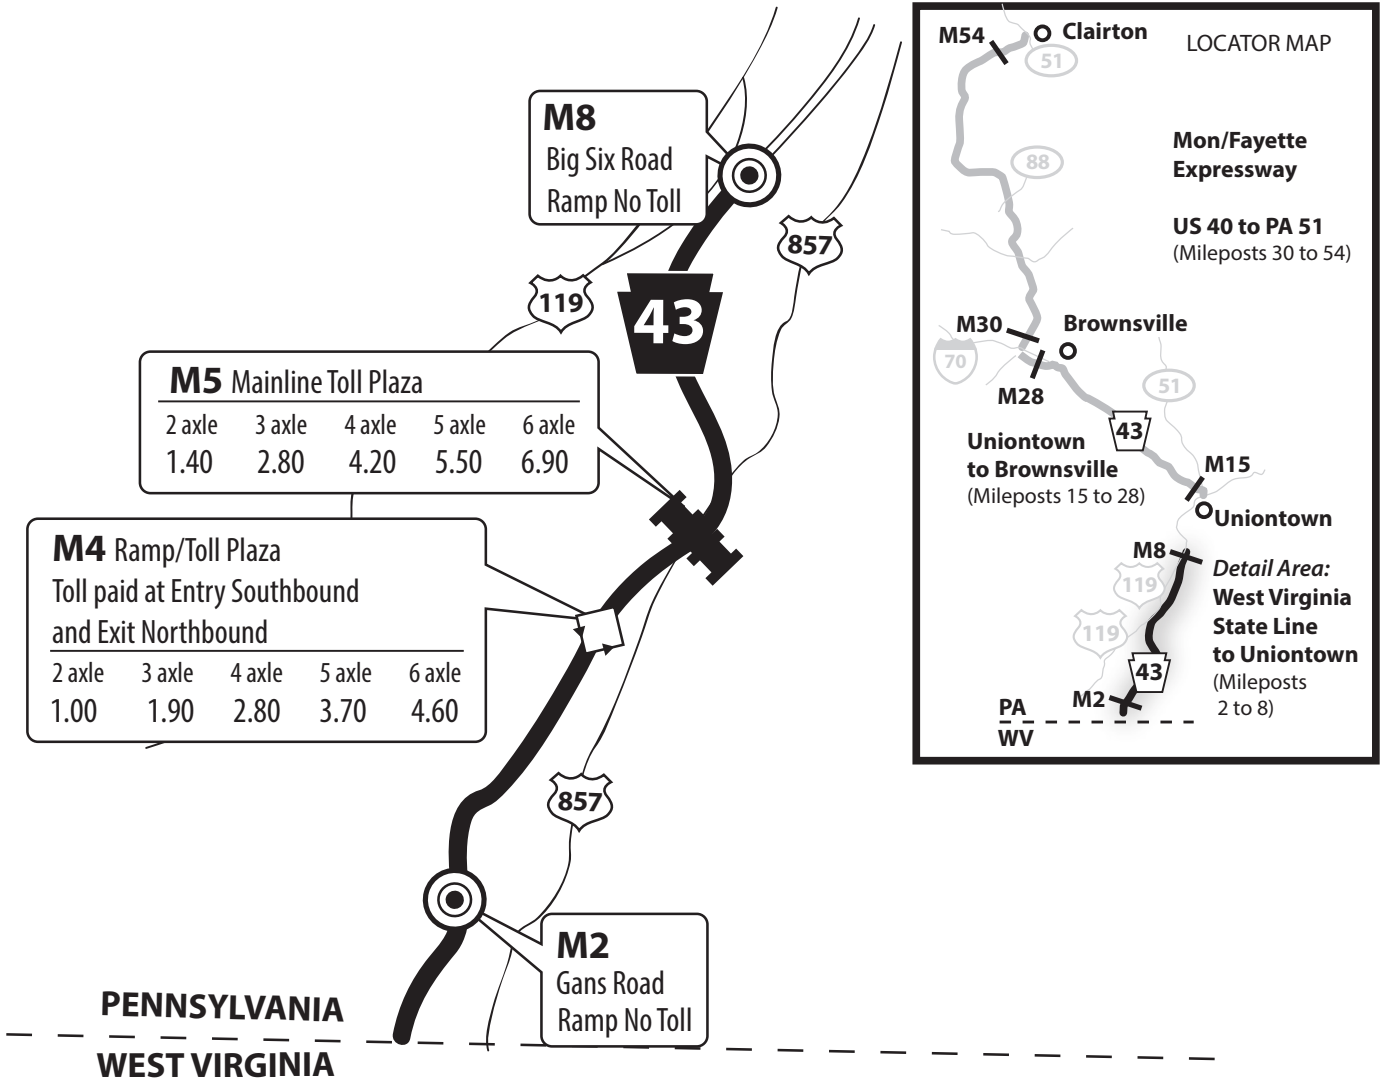 M8
Big Six Road
Ramp No Toll
857
119
43
M5 Mainline Toll Plaza
2 axle 3 axle 4 axle 5 axle 6 axle
1.40 2.80 4.20 5.50 6.90
M4 Ramp/Toll Plaza
Toll paid at Entry Southbound
and Exit Northbound
2 axle 3 axle 4 axle 5 axle 6 axle
1.00 1.90 2.80 3.70 4.60
857
M2
Gans Road
Ramp No Toll
PENNSYLVANIA
WEST VIRGINIA
LOCATOR MAP
M54
Clairton
51
Mon/Fayette
Expressway
88
US 40 to PA 51
(Mileposts 30 to 54)
M30
Brownsville
70
M28
51
43
Uniontown
to Brownsville
(Mileposts 15 to 28)
M15
Uniontown
M8
119
Detail Area:
West Virginia
State Line
to Uniontown
(Mileposts
2 to 8)
119
43
M2
PA
WV